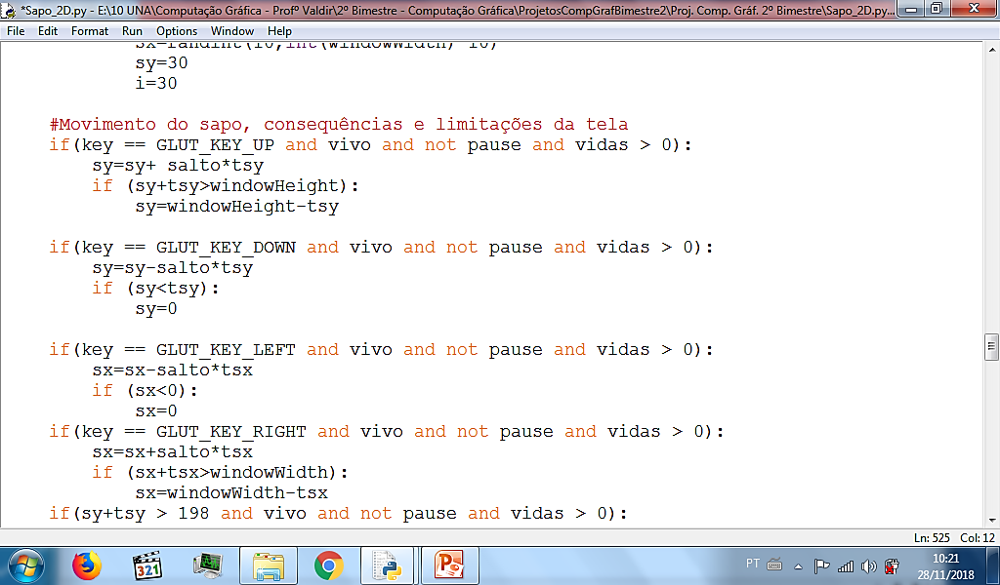 *Sapo_2D.py - E:\10 UNA\Computação Gráfica - Profº Valdir\2º Bimestre - Computação Gráfica\ProjetosCompGrafBimestre2\Proj. Comp. Gráf. 2º Bimestre\Sapo_2D.py...
File Edit Format Run Options Window Help
sx=randint(10,int(windowWidth)-10)
sy=30
i=30
#Movimento do sapo, consequências e limitações da tela
if(key == GLUT_KEY_UP and vivo and not pause and vidas > 0):
sy=sy+ salto*tsy
if (sy+tsy>windowHeight):
sy=windowHeight-tsy
if(key == GLUT_KEY_DOWN and vivo and not pause and vidas > 0):
sy=sy-salto*tsy
if (sy<tsy):
sy=0
if(key == GLUT_KEY_LEFT and vivo and not pause and vidas > 0):
sx=sx-salto*tsx
if (sx<0):
sx=0
if(key == GLUT_KEY_RIGHT and vivo and not pause and vidas > 0):
sx=sx+salto*tsx
if (sx+tsx>windowWidth):
sx=windowWidth-tsx
if(sy+tsy > 198 and vivo and not pause and vidas > 0):
Ln: 525 Col: 12
321
PT
10:21
28/11/2018